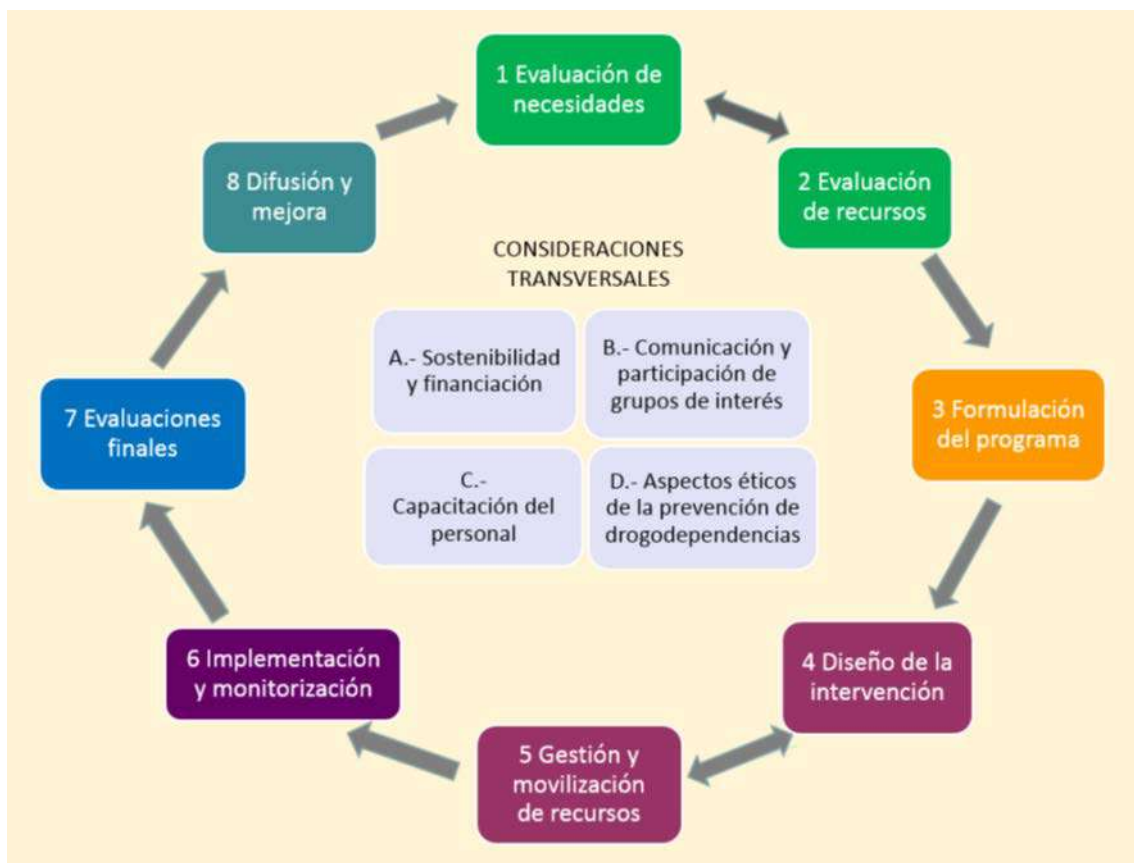 1 Evaluación de
necesidades
2 Evaluación
de recursos
3 Formulación
del programa
4 Diseño de la
intervención
5 Gestión y
movilización
de recursos
6 Implementación
y monitorización
7 Evaluaciones
finales
8 Difusión y
mejora
CONSIDERACIONES
TRANSVERSALES
A.- Sostenibilidad
y financiación
B.- Comunicación y
participación de
grupos de interés
C.-
Capacitación del
personal
D.- Aspectos éticos
de la prevención de
drogodependencias